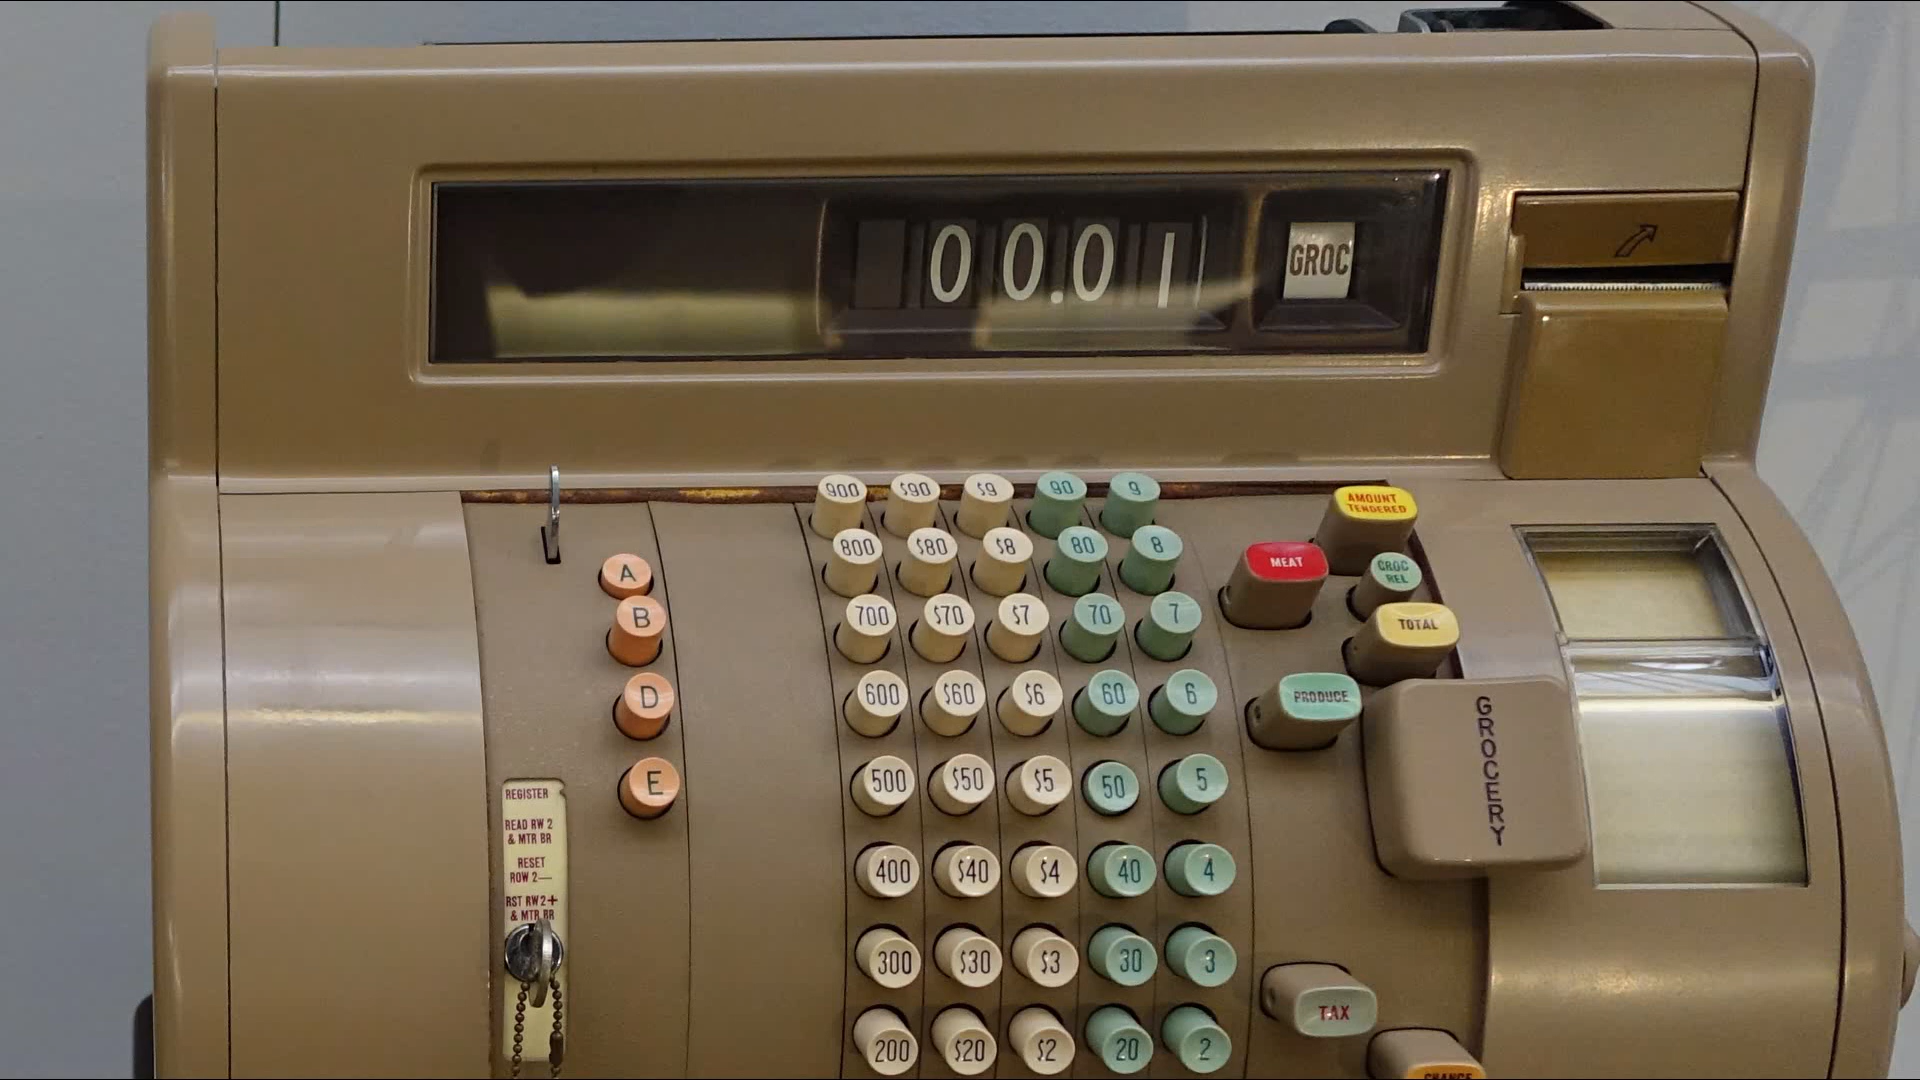 00.01
GROC
900 $90 $9 90 9
AMOUNT
TENDERED
800 $80 $8 80 8
MEAT
GROC
REL
A
B
700 $70 $7 70 7
TOTAL
D
600 $60 $6 60 6
PRODUCE
GROCERY
E
500 $50 $5 50 5
REGISTER
READ RW 2
& MTR BR
RESET
ROW 2—
RST RW2+
& MTR BR
400 $40 $4 40 4
300 $30 $3 30 3
TAX
200 $20 $2 20 2
CHANGE